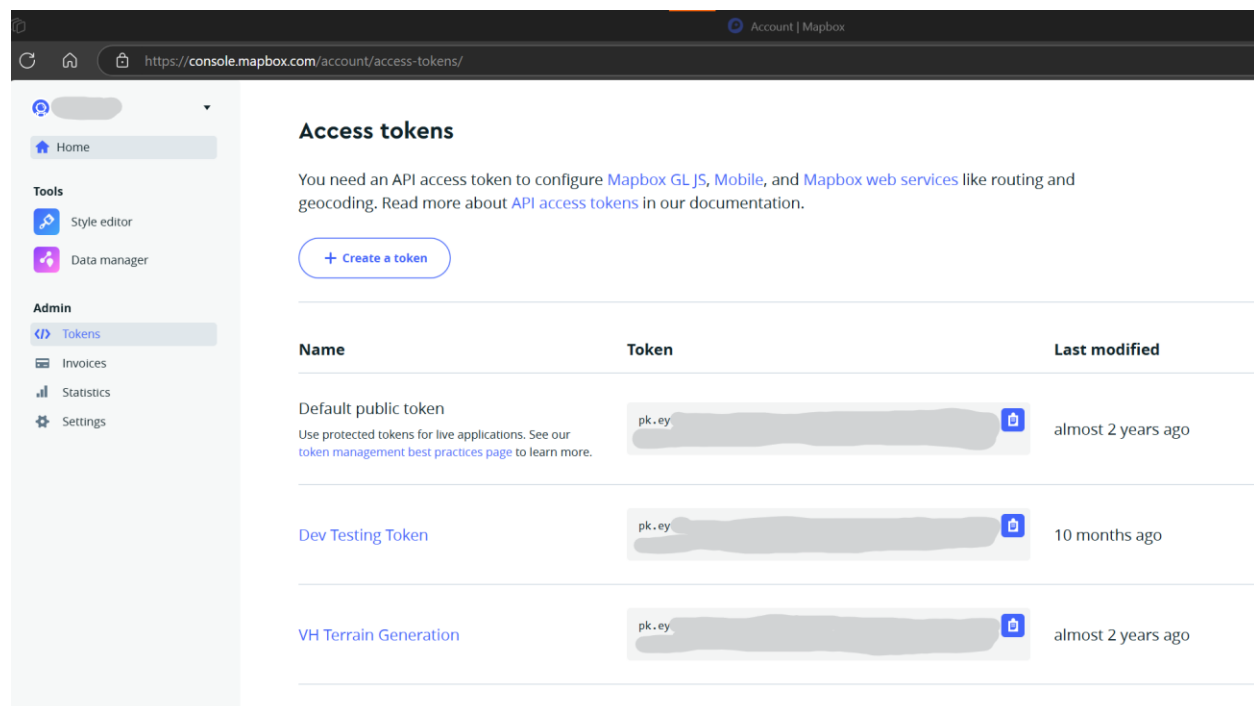 Account | Mapbox
https://console.mapbox.com/account/access-tokens/
Home
Tools
Style editor
Data manager
Admin
Tokens
Invoices
Statistics
Settings
Access tokens
You need an API access token to configure Mapbox GL JS, Mobile, and Mapbox web services like routing and
geocoding. Read more about API access tokens in our documentation.
+ Create a token
Name Token Last modified
Default public token
Use protected tokens for live applications. See our
token management best practices page to learn more.
pk.ey
almost 2 years ago
Dev Testing Token
pk.ey
10 months ago
VH Terrain Generation
pk.ey
almost 2 years ago